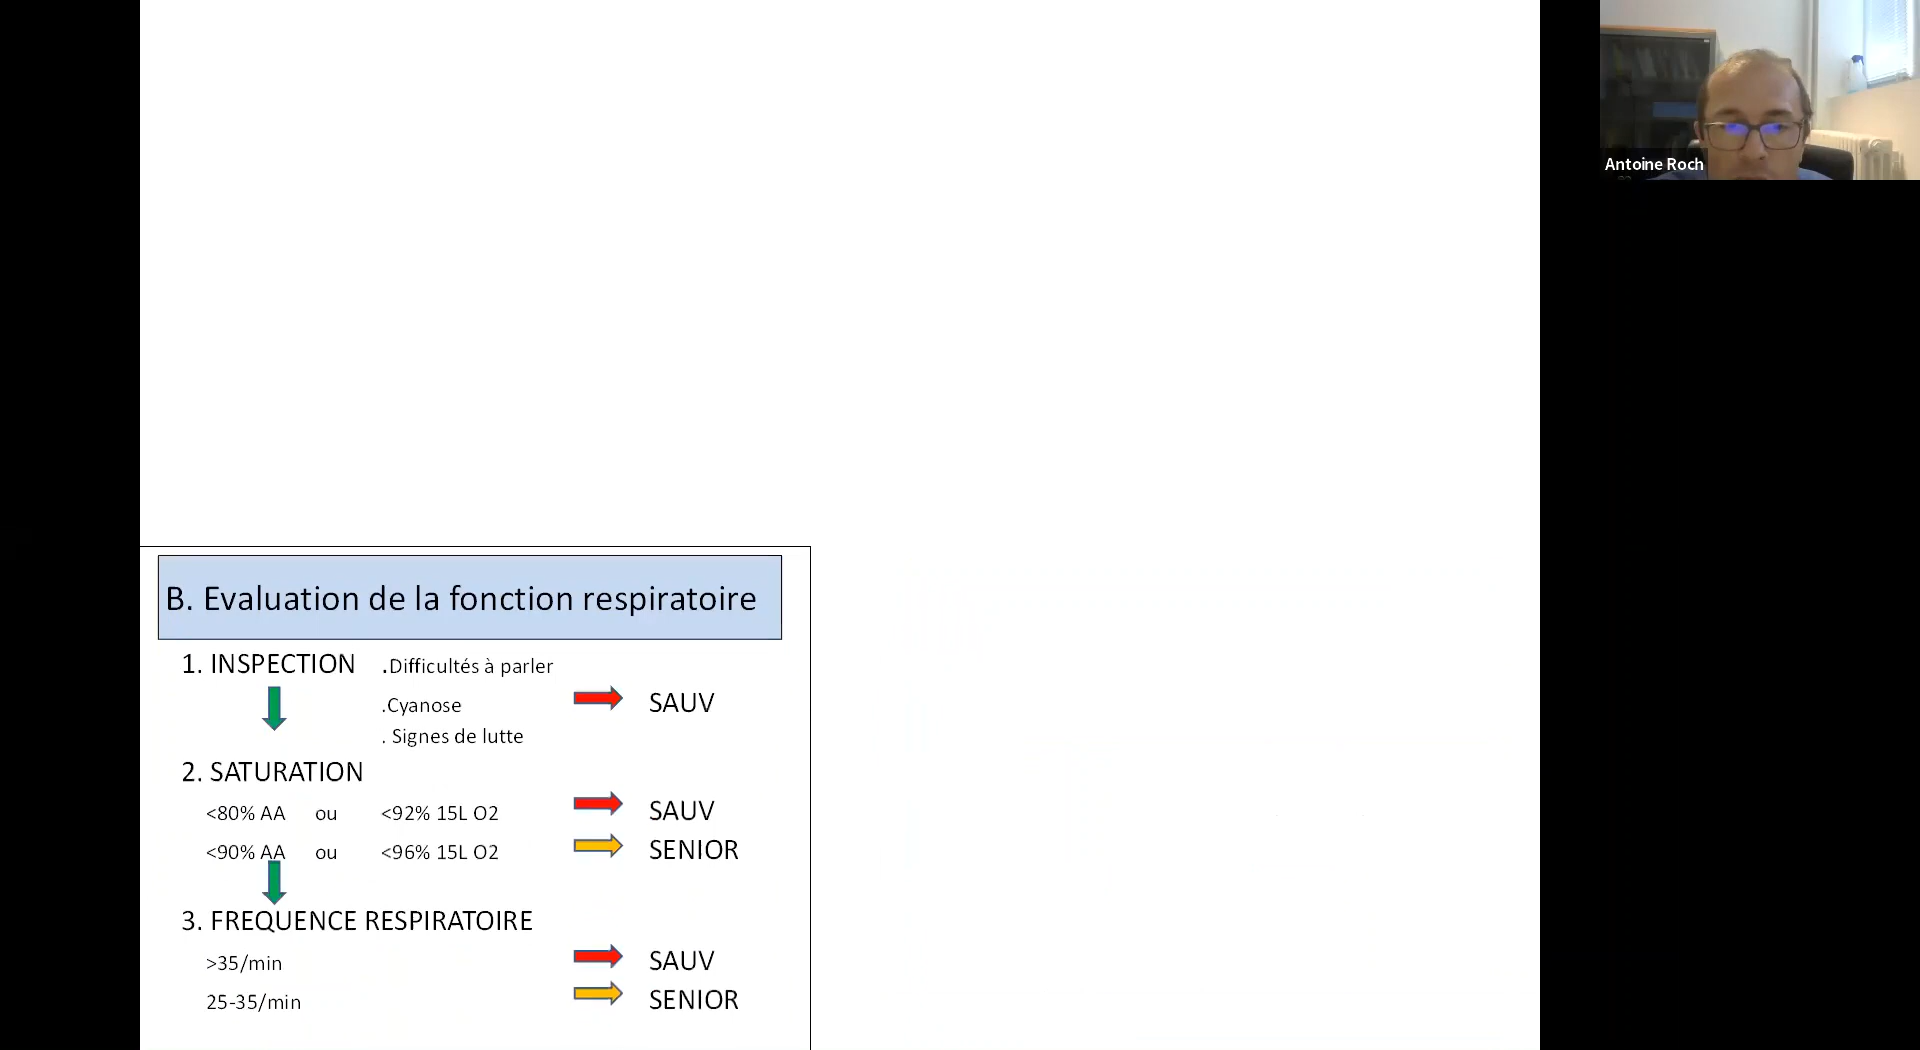 Antoine Roch
B. Evaluation de la fonction respiratoire
1. INSPECTION .Difficultés à parler
.Cyanose SAUV
. Signes de lutte
2. SATURATION
<80% AA ou <92% 15L O2 SAUV
<90% AA ou <96% 15L O2 SENIOR
3. FREQUENCE RESPIRATOIRE
>35/min SAUV
25-35/min SENIOR